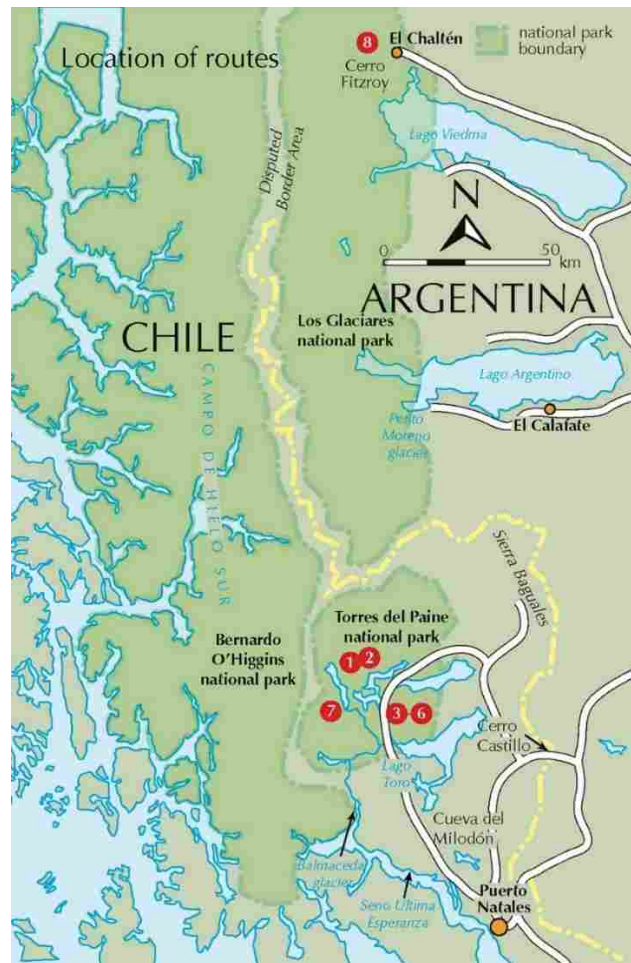 Location of routes
8
El Chaltén
Cerro
Fitzroy
national park
boundary
Lago Viedma
Disputed
Border Area
N
0
50
km
ARGENTINA
CHILE
Los Glaciares
national park
Lago Argentino
El Calafate
Perito
Moreno
glacier
CAMPO DE HIELO SUR
Sierra Baguales
Torres del Paine
national park
Bernardo
O'Higgins
national park
1
2
7
3-6
Cerro
Castillo
Lago
Toro
Cueva del
Milodón
Balmaceda
glacier
Seno Ultima
Esperanza
Puerto
Natales